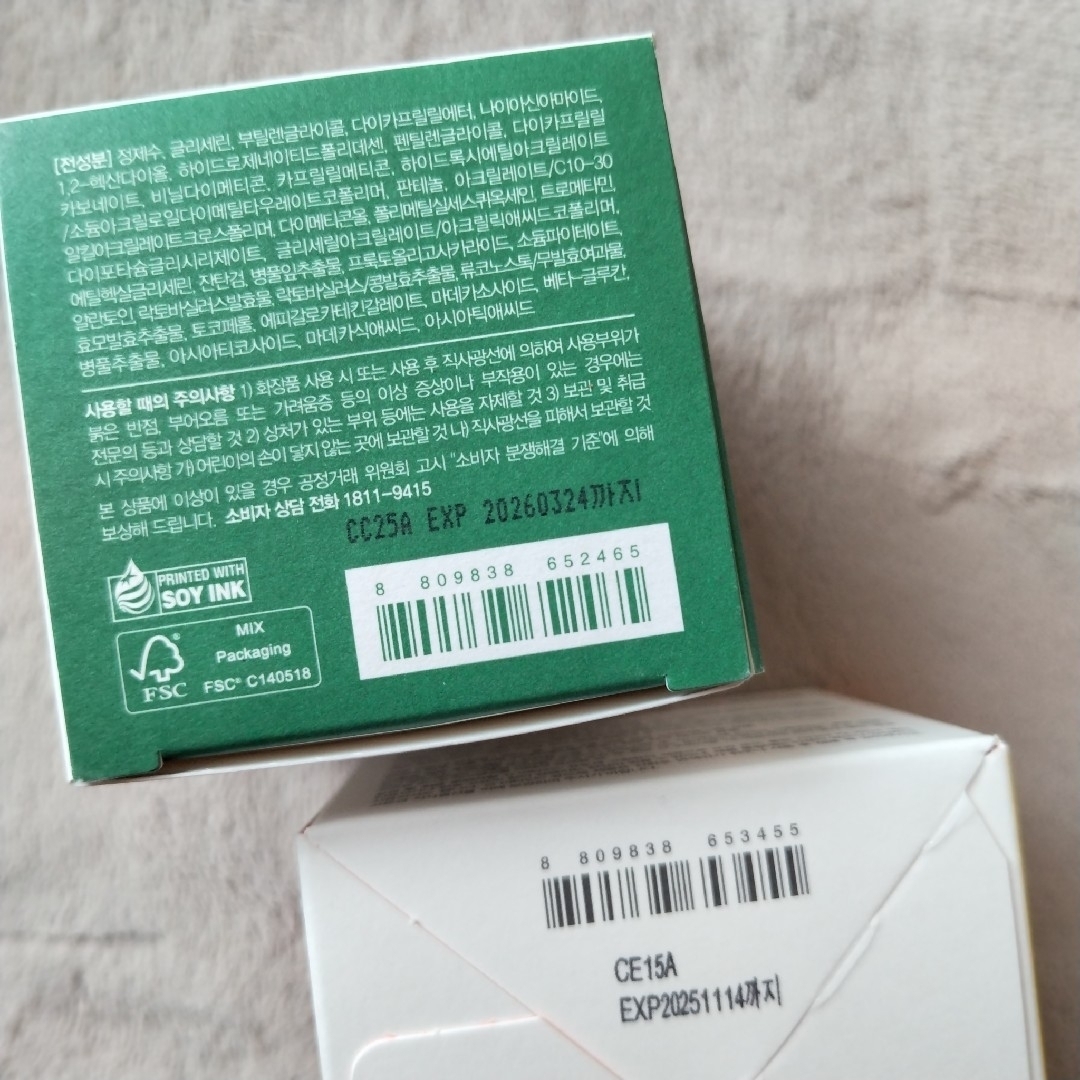 [전성분] 정제수, 글리세린, 부틸렌글라이콜, 다이카프릴릴에터, 나이아신아마이드,
1,2-헥산다이올, 하이드로제네이티드폴리데센, 펜틸렌글라이콜, 다이카프릴릴
카보네이트, 비닐다이메티콘, 카프릴릴메티콘, 하이드록시에틸아크릴레이트
/소듐아크릴로일다이메틸타우레이트코폴리머, 판테놀, 아크릴레이트/C10-30
알킬아크릴레이트크로스폴리머, 다이메티콘올, 폴리메틸실세스퀴옥세인, 트로메타민,
다이포타슘글리시리제이트, 글리세릴아크릴레이트/아크릴릭애씨드코폴리머,
에틸헥실글리세린, 잔탄검, 병풀잎추출물, 프룩토올리고사카라이드, 소듐파이테이트,
알란토인, 락토바실러스발효물, 락토바실러스/콩발효추출물, 류코노스톡/무발효여과물,
효모발효추출물, 토코페롤, 에피갈로카테킨갈레이트, 마데카소사이드, 베타-글루칸,
병풀추출물, 아시아티코사이드, 마데카식애씨드, 아시아틱애씨드
사용할 때의 주의사항 1) 화장품 사용 시 또는 사용 후 직사광선에 의하여 사용부위가
붉은 반점, 부어오름 또는 가려움증 등의 이상 증상이나 부작용이 있는 경우에는
전문의 등과 상담할 것 2) 상처가 있는 부위 등에는 사용을 자제할 것 3) 보관 및 취급
시 주의사항 가) 어린이의 손이 닿지 않는 곳에 보관할 것 나) 직사광선을 피해서 보관할 것
본 상품에 이상이 있을 경우 공정거래 위원회 고시 "소비자 분쟁해결 기준"에 의해
보상해 드립니다. 소비자 상담 전화 1811-9415
CC25A EXP 20260324까지
PRINTED WITH
SOY INK
8 809838 652465
FSC
MIX
Packaging
FSC® C140518
8 809838 653455
CE15A
EXP20251114까지